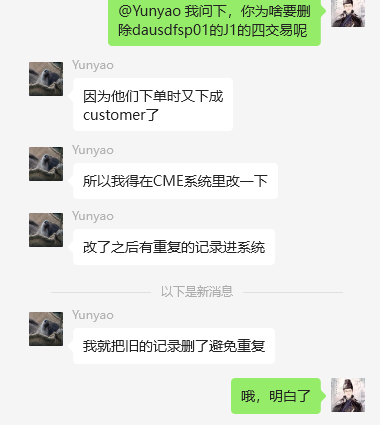 @Yunyao 我问下，你为啥要删
除dausdfsp01的J1的四交易呢
Yunyao
因为他们下单时又下成
customer了
Yunyao
所以我得在CME系统里改一下
Yunyao
改了之后有重复的记录进系统
以下是新消息
Yunyao
我就把旧的记录删了避免重复
哦，明白了